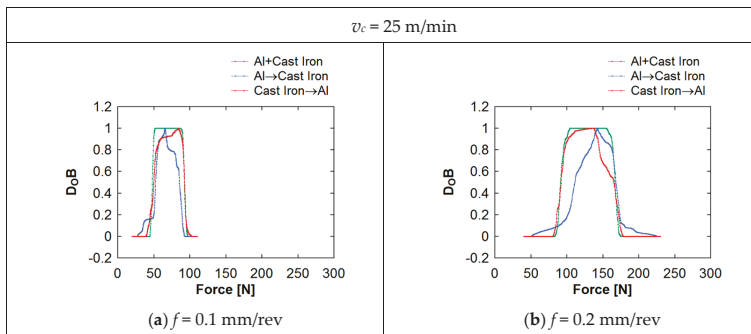 v_c = 25 m/min
Al+Cast Iron
Al→Cast Iron
Cast Iron→Al
1.2
1
0.8
0.6
0.4
0.2
0
-0.2
DoB
0 50 100 150 200 250 300
Force [N]
(a) f = 0.1 mm/rev
Al+Cast Iron
Al→Cast Iron
Cast Iron→Al
1.2
1
0.8
0.6
0.4
0.2
0
-0.2
DoB
0 50 100 150 200 250 300
Force [N]
(b) f = 0.2 mm/rev